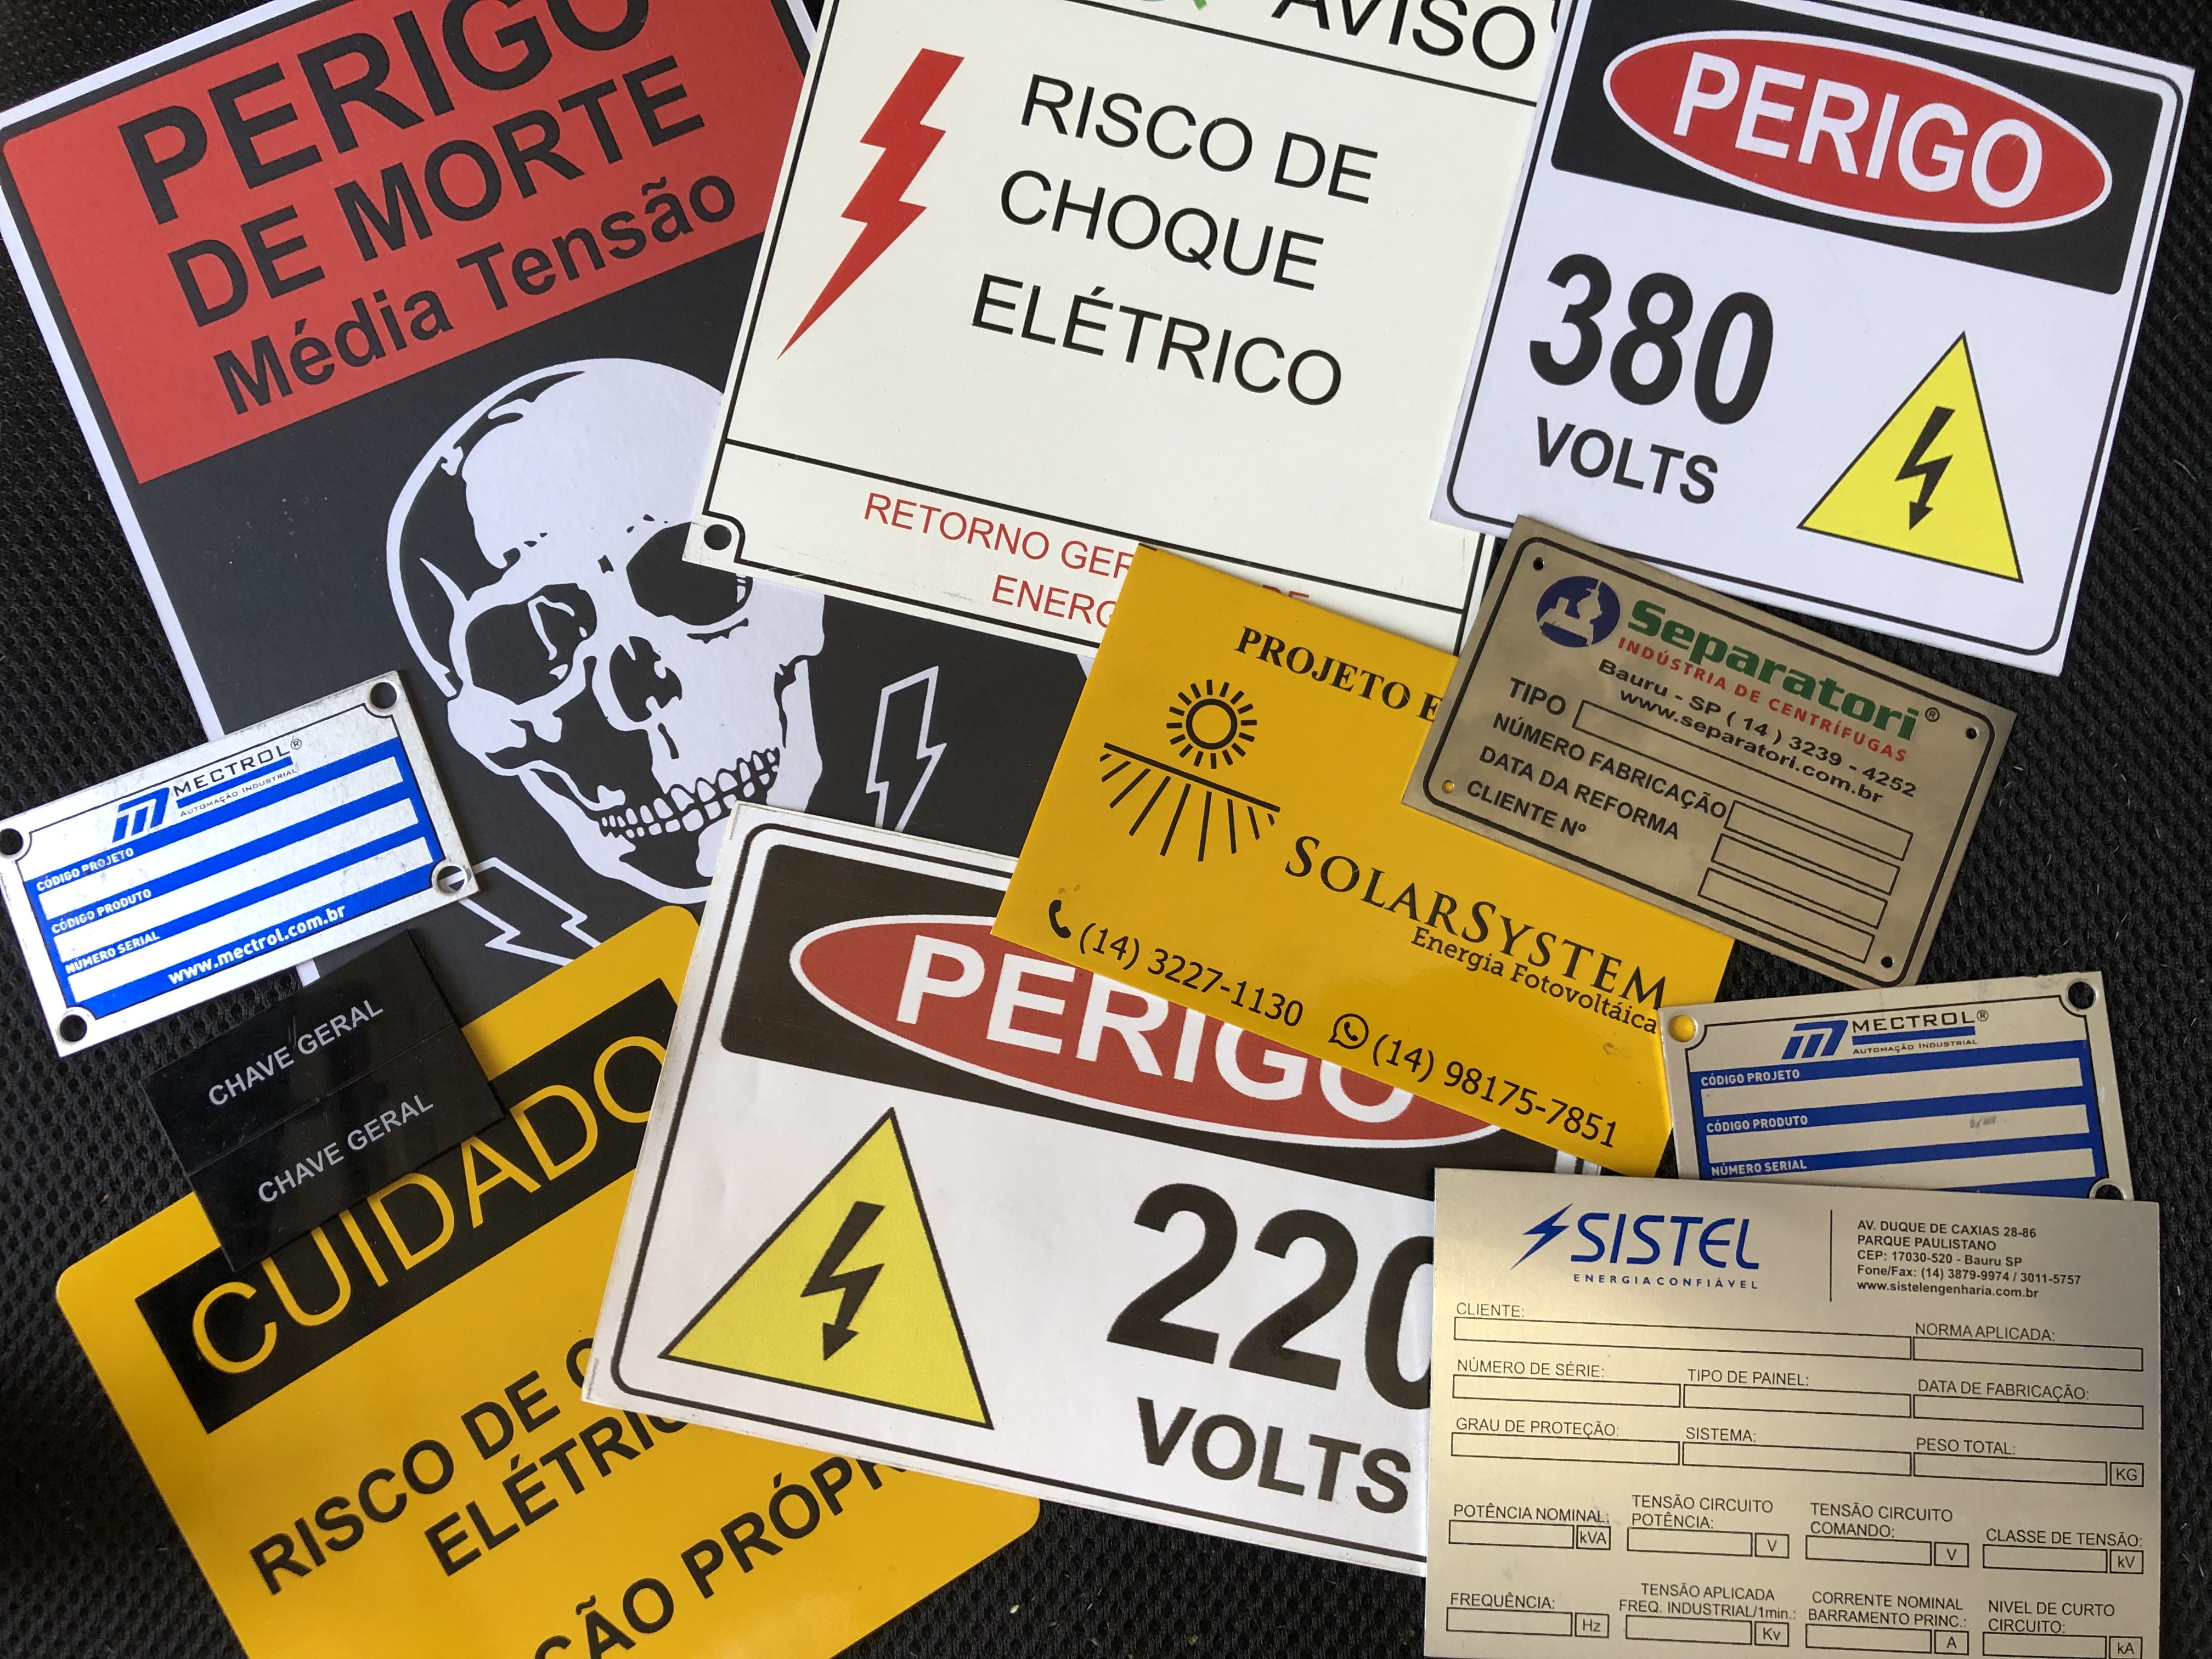 PERIGO
DE MORTE
Média Tensão
AVISO
RISCO DE
CHOQUE
ELÉTRICO
RETORNO
PERIGO
380
VOLTS
Separatori®
INDÚSTRIA DE CENTRÍFUGAS
Bauru - SP ( 14 ) 3239 - 4252
www.separatori.com.br
TIPO
NÚMERO FABRICAÇÃO
DATA DA REFORMA
CLIENTE Nº
PROJETO
SOLARSYSTEM
Energia Fotovoltáica
(14) 3227-1130 (14) 98175-7851
MECTROL®
AUTOMAÇÃO INDUSTRIAL
CÓDIGO PROJETO
CÓDIGO PRODUTO
NÚMERO SERIAL
www.mectrol.com.br
CHAVE GERAL
CHAVE GERAL
CUIDADO
RISCO DE
PERIGO
220
VOLTS
MECTROL®
AUTOMAÇÃO INDUSTRIAL
CÓDIGO PROJETO
CÓDIGO PRODUTO
NÚMERO SERIAL
SISTEL
ENERGIA CONFIÁVEL
AV. DUQUE DE CAXIAS 28-86
PARQUE PAULISTANO
CEP: 17030-520 - Bauru SP
Fone/Fax: (14) 3879-9974 / 3011-5757
www.sistelengenharia.com.br
CLIENTE:
NORMA APLICADA:
NÚMERO DE SÉRIE: TIPO DE PAINEL: DATA DE FABRICAÇÃO:
GRAU DE PROTEÇÃO: SISTEMA: PESO TOTAL:
KG
POTÊNCIA NOMINAL:
kVA
TENSÃO CIRCUITO
POTÊNCIA:
V
TENSÃO CIRCUITO
COMANDO:
V
CLASSE DE TENSÃO:
kV
FREQUÊNCIA:
Hz
TENSÃO APLICADA
FREQ. INDUSTRIAL/1min.:
Kv
CORRENTE NOMINAL
BARRAMENTO PRINC.:
A
NIVEL DE CURTO
CIRCUITO:
kA